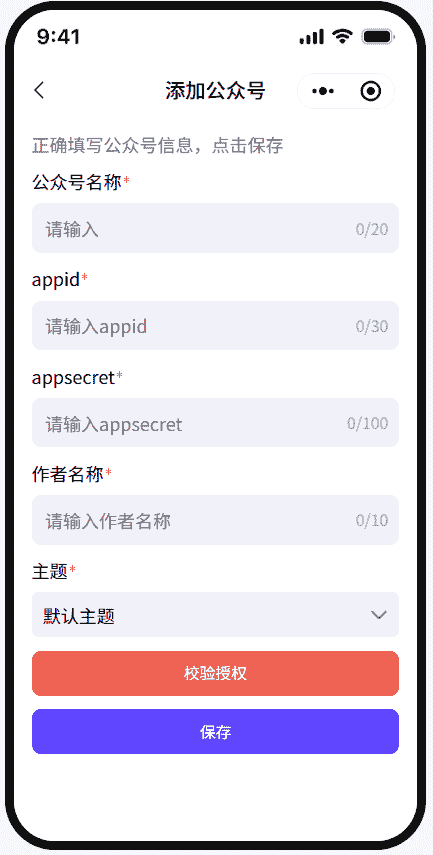 9:41
添加公众号
正确填写公众号信息，点击保存
公众号名称*
请输入 0/20
appid*
请输入appid 0/30
appsecret*
请输入appsecret 0/100
作者名称*
请输入作者名称 0/10
主题*
默认主题
校验授权
保存